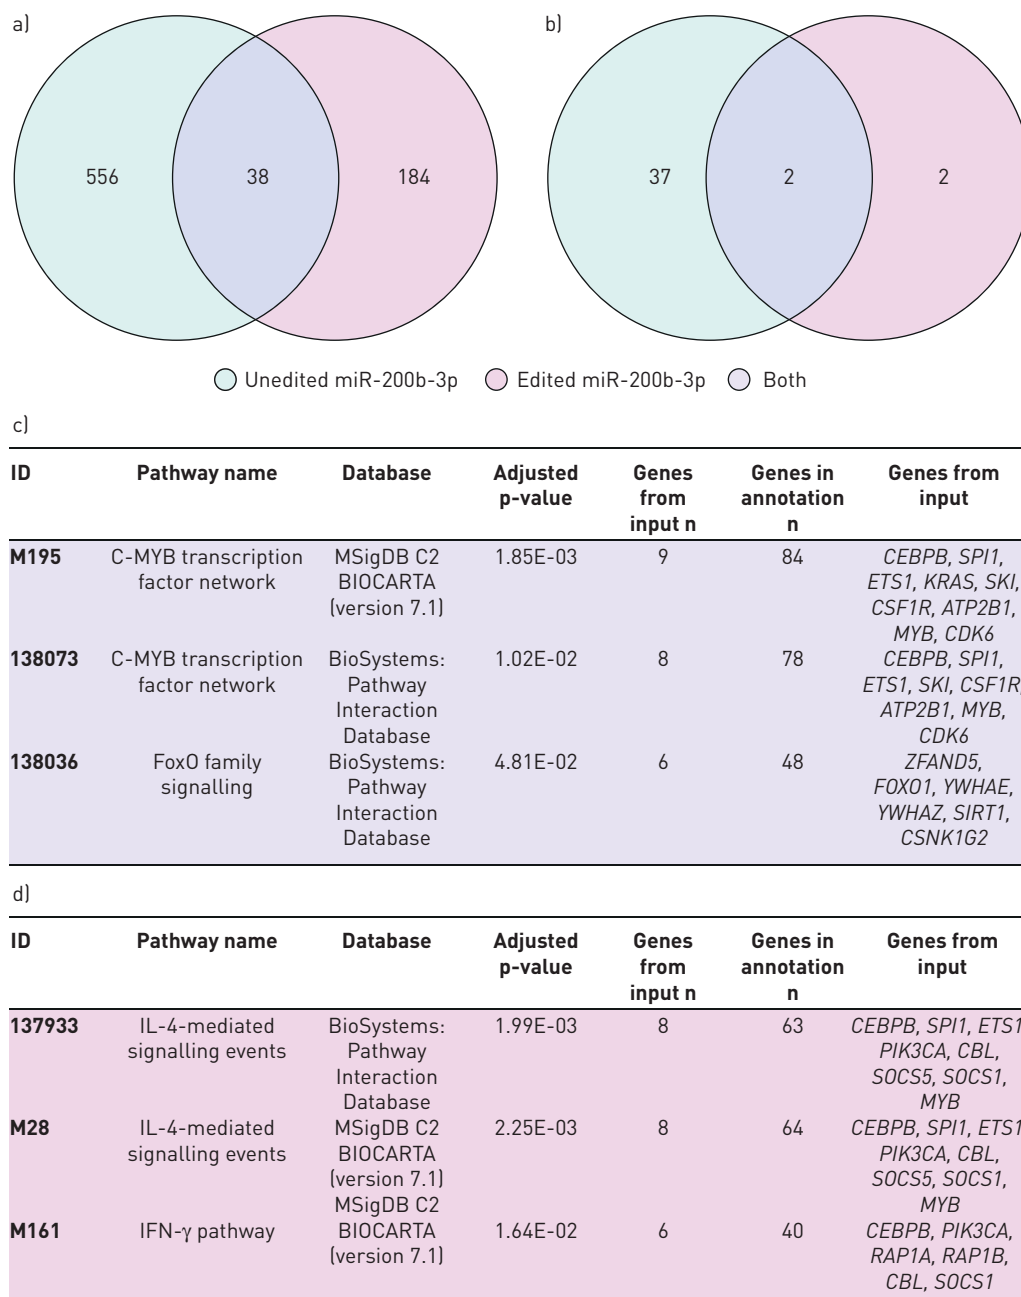 a)
b)
556
38
184
37
2
2
Unedited miR-200b-3p
Edited miR-200b-3p
Both
c)
ID Pathway name Database Adjusted Genes Genes in Genes from
p-value from annotation input
input n n
M195 C-MYB transcription MSigDB C2 1.85E-03 9 84 CEBPB, SPI1,
factor network BIOCARTA ETS1, KRAS, SKI,
(version 7.1) CSF1R, ATP2B1,
MYB, CDK6
138073 C-MYB transcription BioSystems: 1.02E-02 8 78 CEBPB, SPI1,
factor network Pathway ETS1, SKI, CSF1R,
Interaction ATP2B1, MYB,
Database CDK6
138036 FoxO family BioSystems: 4.81E-02 6 48 ZFAND5,
signalling Pathway FOXO1, YWHAE,
Interaction YWHAZ, SIRT1,
Database CSNK1G2
d)
ID Pathway name Database Adjusted Genes Genes in Genes from
p-value from annotation input
input n n
137933 IL-4-mediated BioSystems: 1.99E-03 8 63 CEBPB, SPI1, ETS1
signalling events Pathway PIK3CA, CBL,
Interaction SOCS5, SOCS1,
Database MYB
M28 IL-4-mediated MSigDB C2 2.25E-03 8 64 CEBPB, SPI1, ETS1
signalling events BIOCARTA PIK3CA, CBL,
(version 7.1) SOCS5, SOCS1,
MSigDB C2 MYB
M161 IFN-γ pathway BIOCARTA 1.64E-02 6 40 CEBPB, PIK3CA,
(version 7.1) RAP1A, RAP1B,
CBL, SOCS1